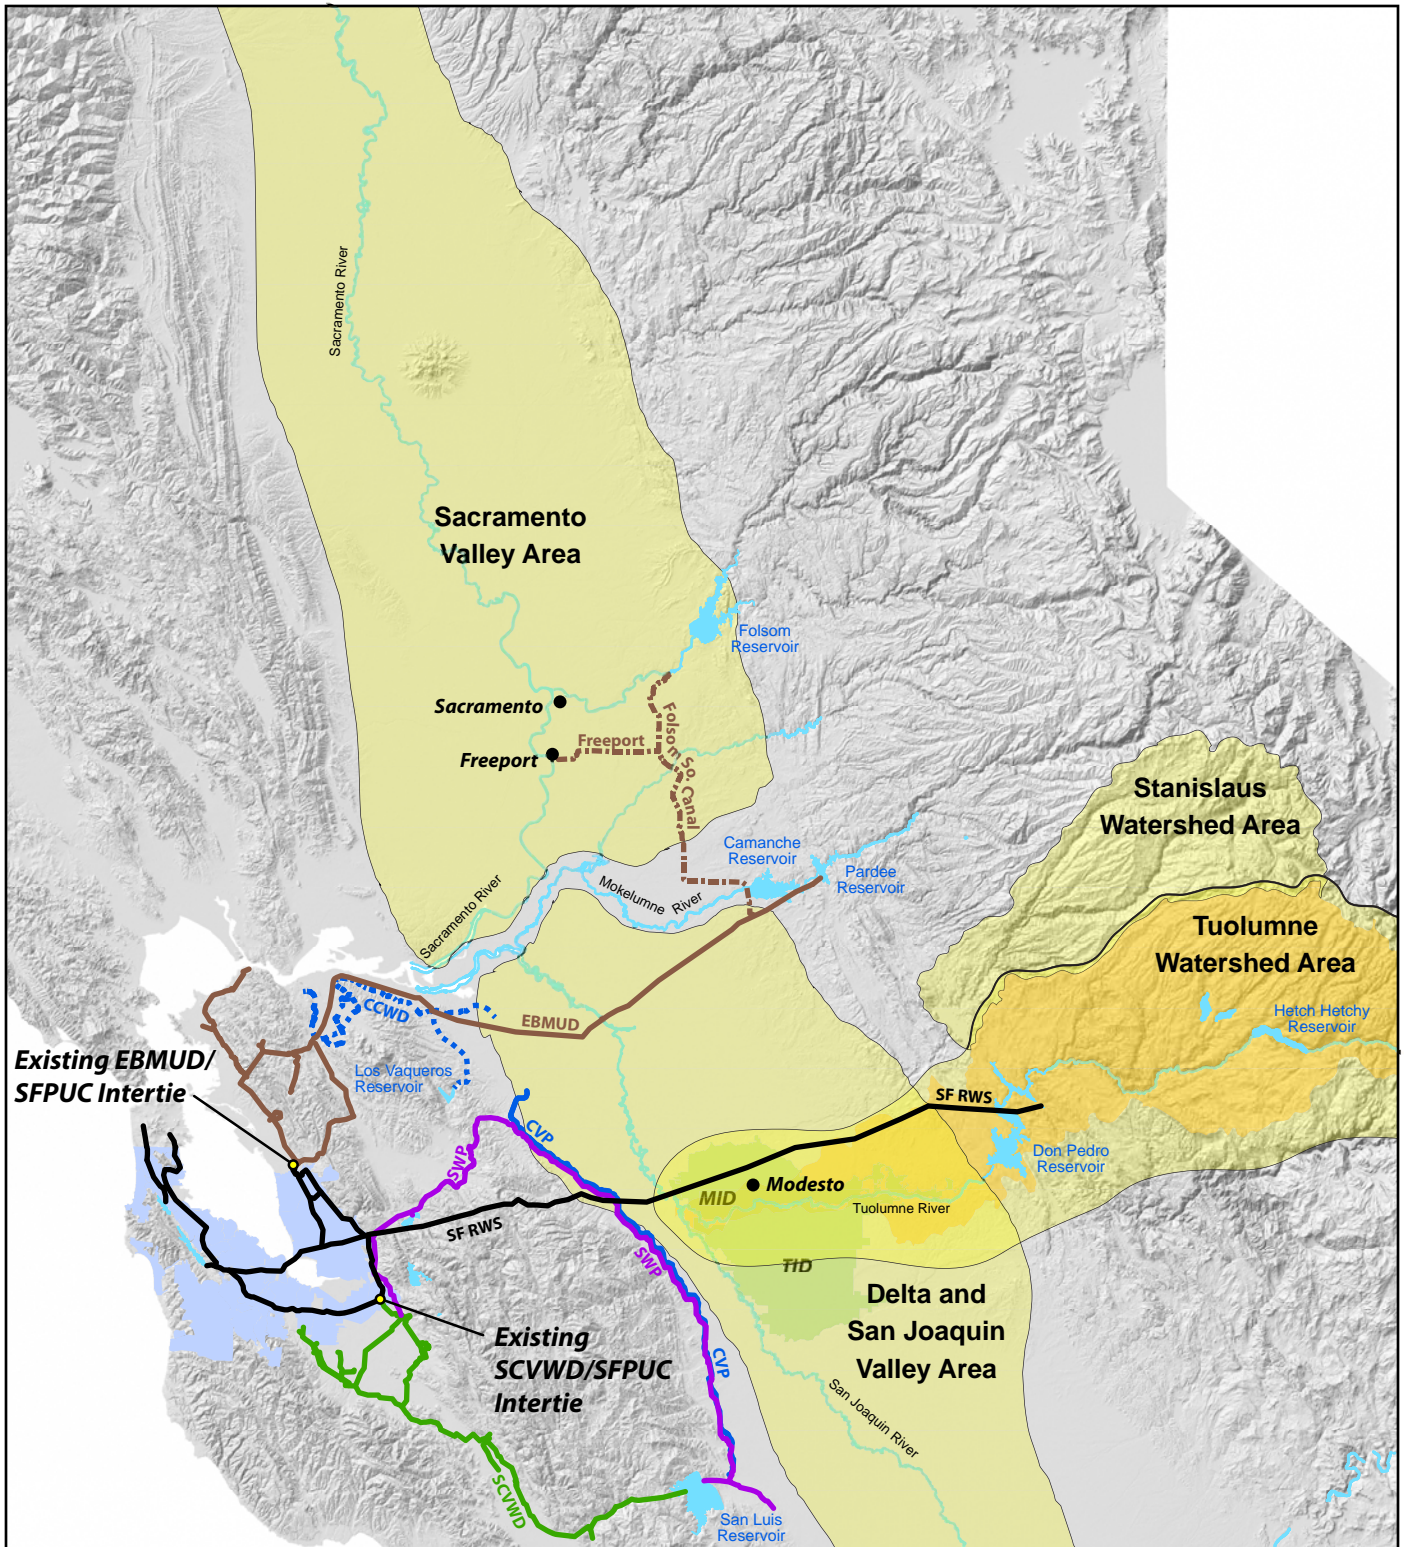 Sacramento River
Sacramento
Valley Area
Folsom
Reservoir
Sacramento
Freeport
Freeport
Folsom So. Canal
Stanislaus
Watershed Area
Camanche
Reservoir
Pardee
Reservoir
Mokelumne River
Sacramento River
Tuolumne
Watershed Area
Hetch Hetchy
Reservoir
CCWD
EBMUD
Existing EBMUD/
SFPUC Intertie
Los Vaqueros
Reservoir
CVP
SWP
SF RWS
Don Pedro
Reservoir
MID
Modesto
Tuolumne River
SF RWS
SWP
TID
Delta and
San Joaquin
Valley Area
Existing
SCVWD/SFPUC
Intertie
CVP
San Joaquin River
SCVWD
San Luis
Reservoir